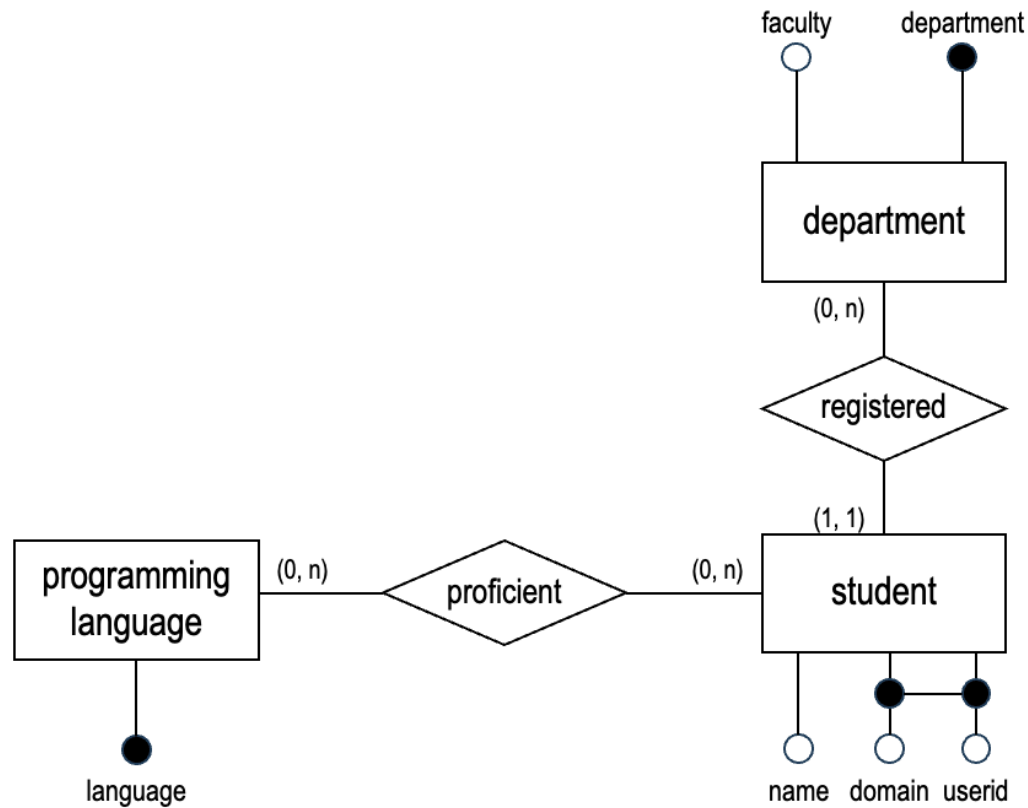 faculty
department
department
(0, n)
registered
(1, 1)
programming
language
(0, n)
proficient
(0, n)
student
language
name
domain
userid